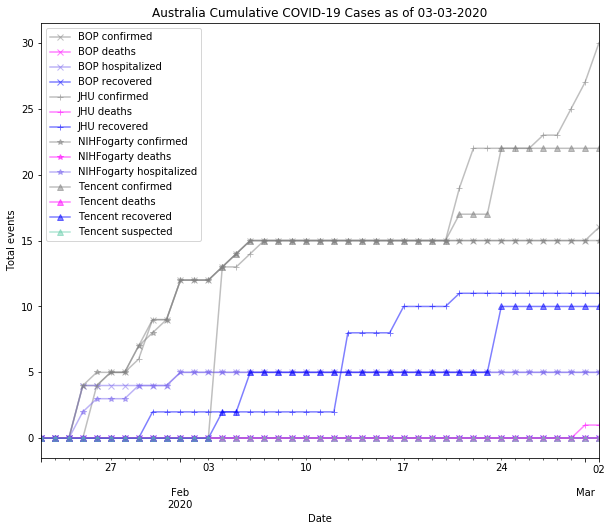 Australia Cumulative COVID-19 Cases as of 03-03-2020
BOP confirmed
BOP deaths
BOP hospitalized
BOP recovered
JHU confirmed
JHU deaths
JHU recovered
NIHFogarty confirmed
NIHFogarty deaths
NIHFogarty hospitalized
Tencent confirmed
Tencent deaths
Tencent recovered
Tencent suspected
Total events
30
25
20
15
10
5
0
27 03 10 17 24 02
Feb Mar
2020
Date